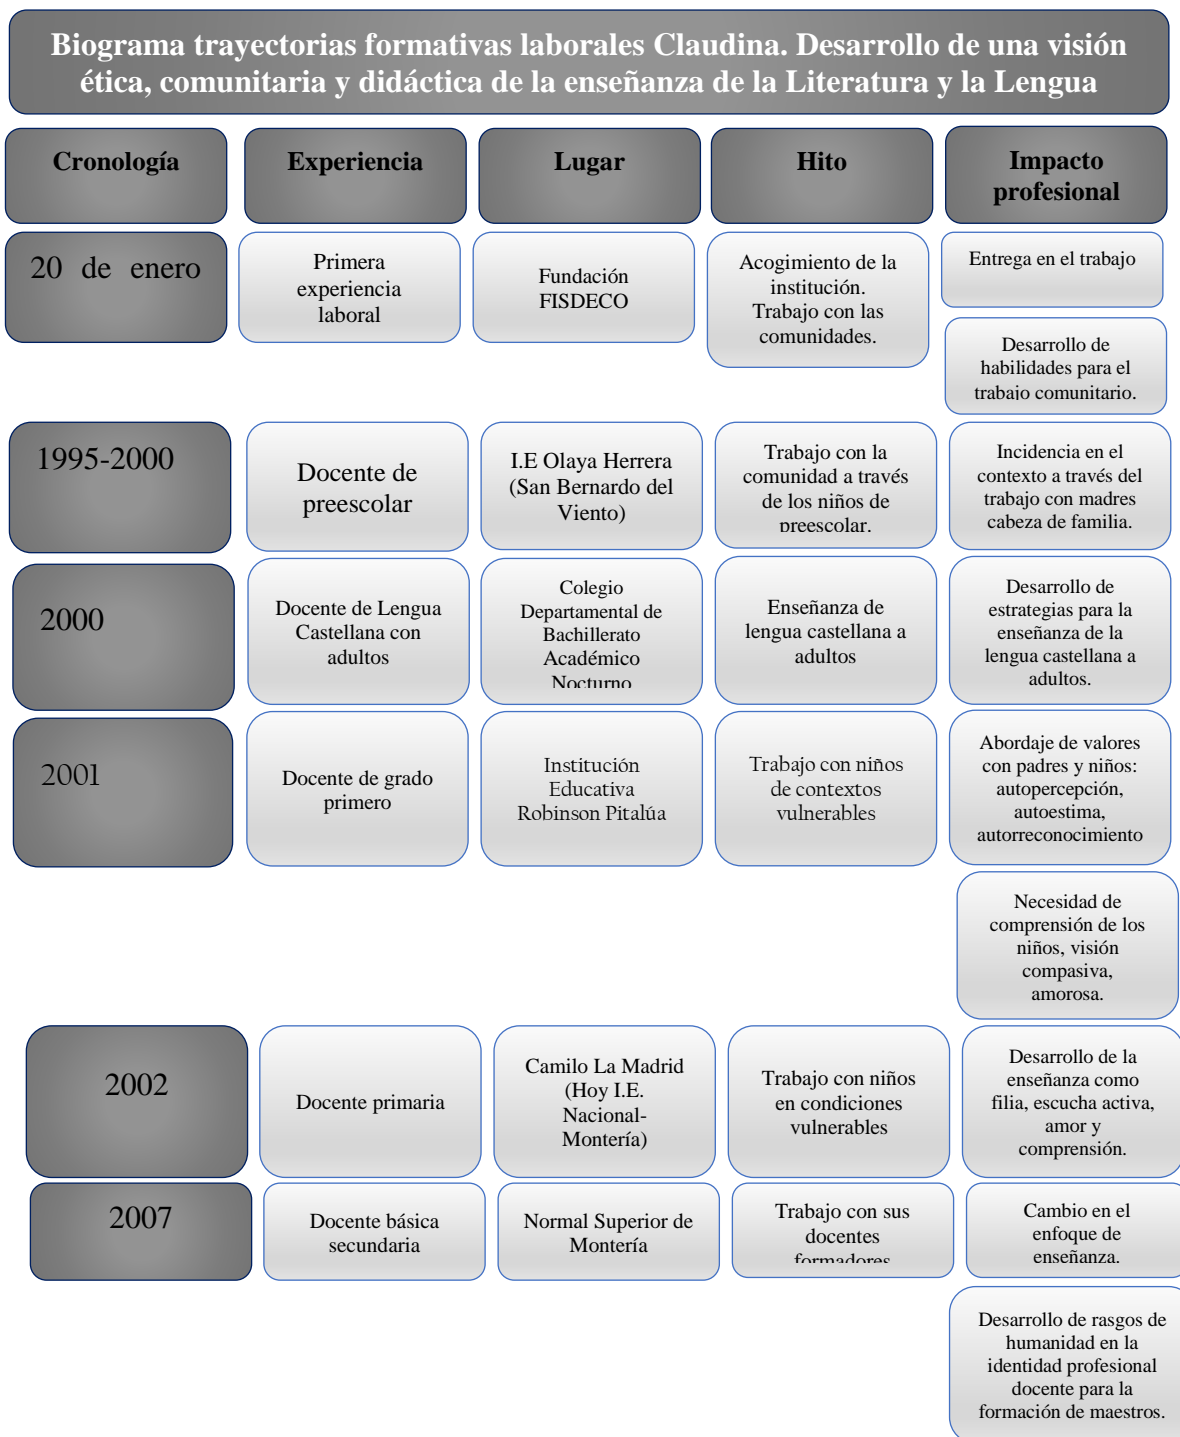 Biograma trayectorias formativas laborales Claudina. Desarrollo de una visión
ética, comunitaria y didáctica de la enseñanza de la Literatura y la Lengua
Cronología
Experiencia
Lugar
Hito
Impacto
profesional
20 de enero
Primera
experiencia
laboral
Fundación
FISDECO
Acogimiento de la
institución.
Trabajo con las
comunidades.
Entrega en el trabajo
Desarrollo de
habilidades para el
trabajo comunitario.
1995-2000
Docente de
preescolar
I.E Olaya Herrera
(San Bernardo del
Viento)
Trabajo con la
comunidad a través
de los niños de
preescolar.
Incidencia en el
contexto a través del
trabajo con madres
cabeza de familia.
2000
Docente de Lengua
Castellana con
adultos
Colegio
Departamental de
Bachillerato
Académico
Nocturno
Enseñanza de
lengua castellana a
adultos
Desarrollo de
estrategias para la
enseñanza de la
lengua castellana a
adultos.
2001
Docente de grado
primero
Institución
Educativa
Robinson Pitalúa
Trabajo con niños
de contextos
vulnerables
Abordaje de valores
con padres y niños:
autopercepción,
autoestima,
autorreconocimiento
Necesidad de
comprensión de los
niños, visión
compasiva,
amorosa.
2002
Docente primaria
Camilo La Madrid
(Hoy I.E.
Nacional-
Montería)
Trabajo con niños
en condiciones
vulnerables
Desarrollo de la
enseñanza como
filia, escucha activa,
amor y
comprensión.
2007
Docente básica
secundaria
Normal Superior de
Montería
Trabajo con sus
docentes
formadores
Cambio en el
enfoque de
enseñanza.
Desarrollo de rasgos de
humanidad en la
identidad profesional
docente para la
formación de maestros.